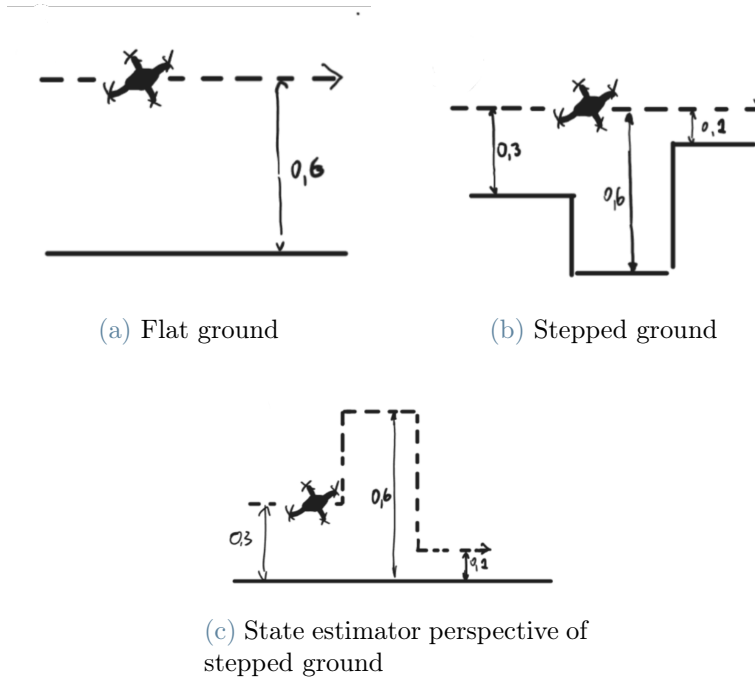 0,6
0,3
0,6
0,1
(a) Flat ground
(b) Stepped ground
0,3
0,6
0,1
(c) State estimator perspective of
stepped ground